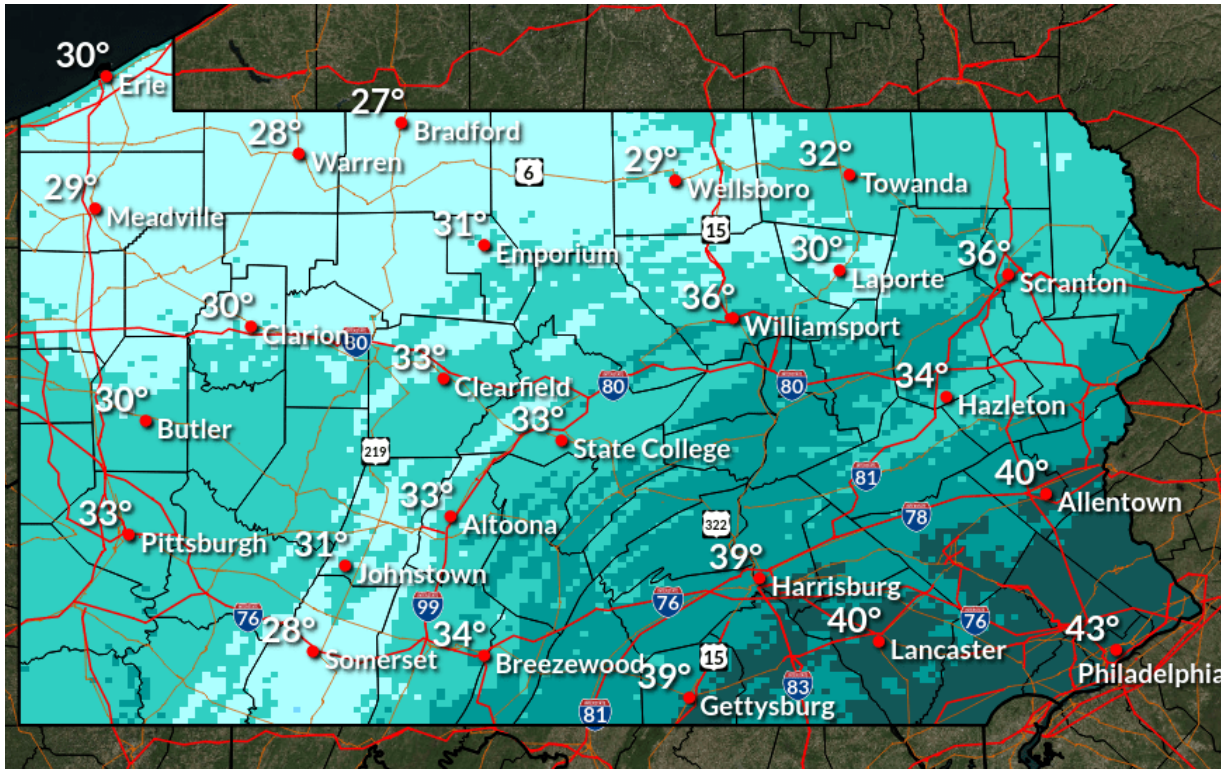 30°
Erie
27°
Bradford
28°
Warren
6
29°
Wellsboro
32°
Towanda
29°
Meadville
31°
Emporium
15
30°
Laporte
36°
Scranton
30°
Clarion
80
36°
Williamsport
33°
Clearfield
80
80
34°
Hazleton
30°
Butler
33°
State College
219
81
40°
Allentown
33°
Pittsburgh
33°
Altoona
322
78
31°
Johnstown
39°
Harrisburg
76
99
76
76
28°
Somerset
34°
Breezewood
40°
Lancaster
43°
Philadelphia
15
39°
Gettysburg
83
81